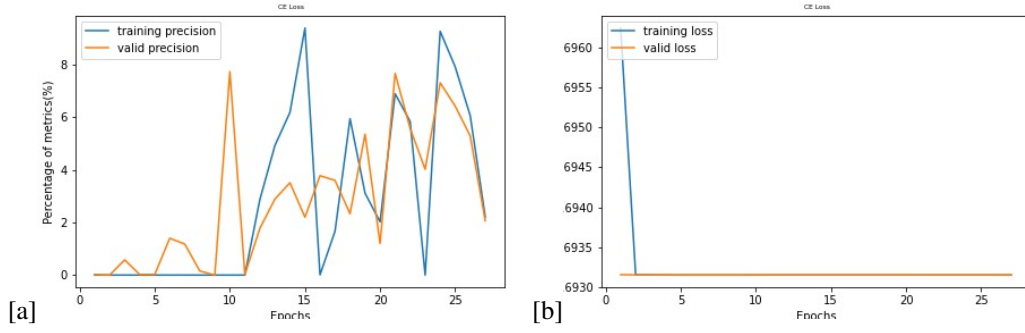 CE Loss
training precision
valid precision
Percentage of metrics(%)
8
6
4
2
0
0 5 10 15 20 25
Epochs
[a]
CE Loss
training loss
valid loss
6960
6955
6950
6945
6940
6935
6930
0 5 10 15 20 25
Epochs
[b]